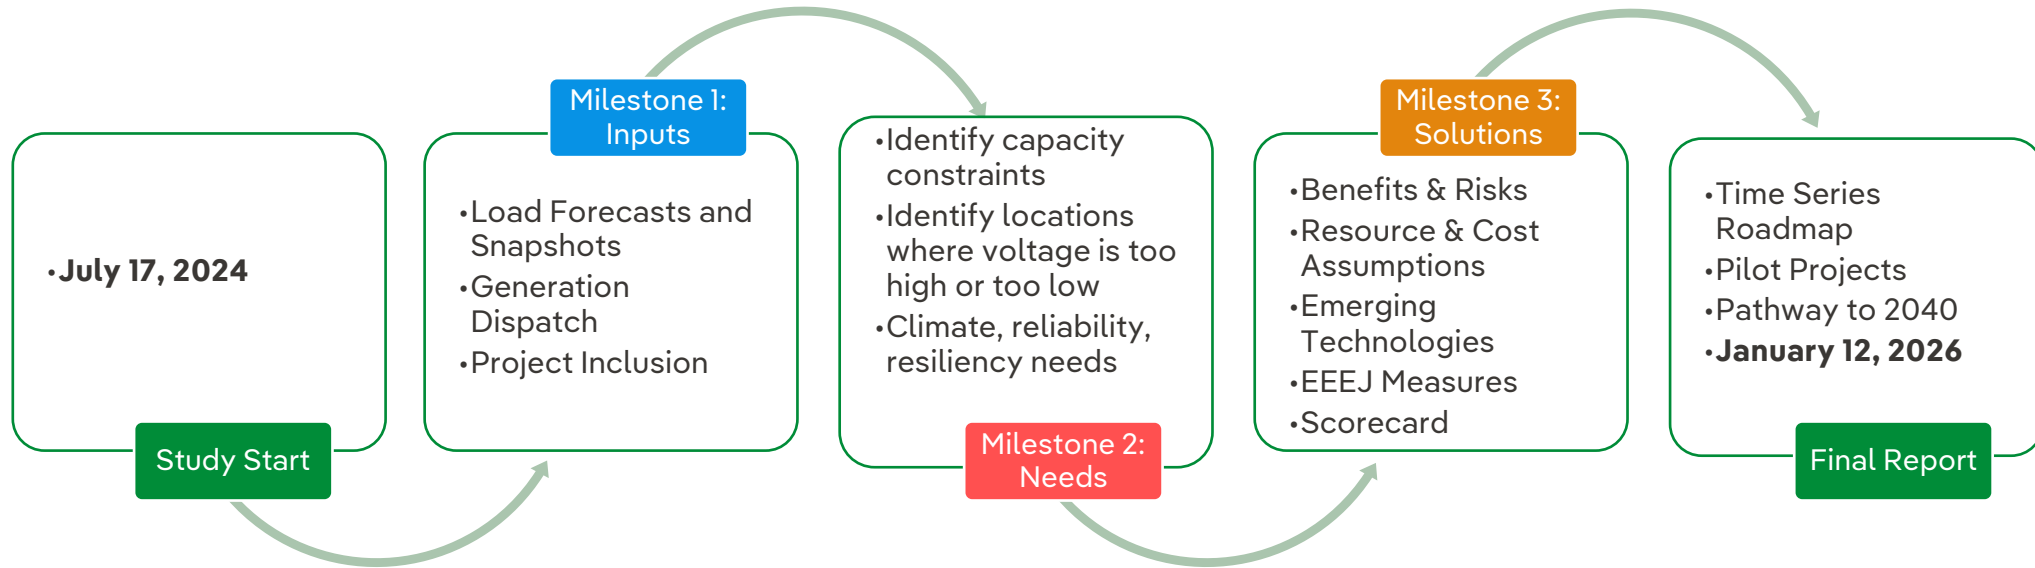 •July 17, 2024
Study Start
Milestone 1:
Inputs
•Load Forecasts and
Snapshots
•Generation
Dispatch
•Project Inclusion
•Identify capacity
constraints
•Identify locations
where voltage is too
high or too low
•Climate, reliability,
resiliency needs
Milestone 2:
Needs
Milestone 3:
Solutions
•Benefits & Risks
•Resource & Cost
Assumptions
•Emerging
Technologies
•EEEJ Measures
•Scorecard
•Time Series
Roadmap
•Pilot Projects
•Pathway to 2040
•January 12, 2026
Final Report